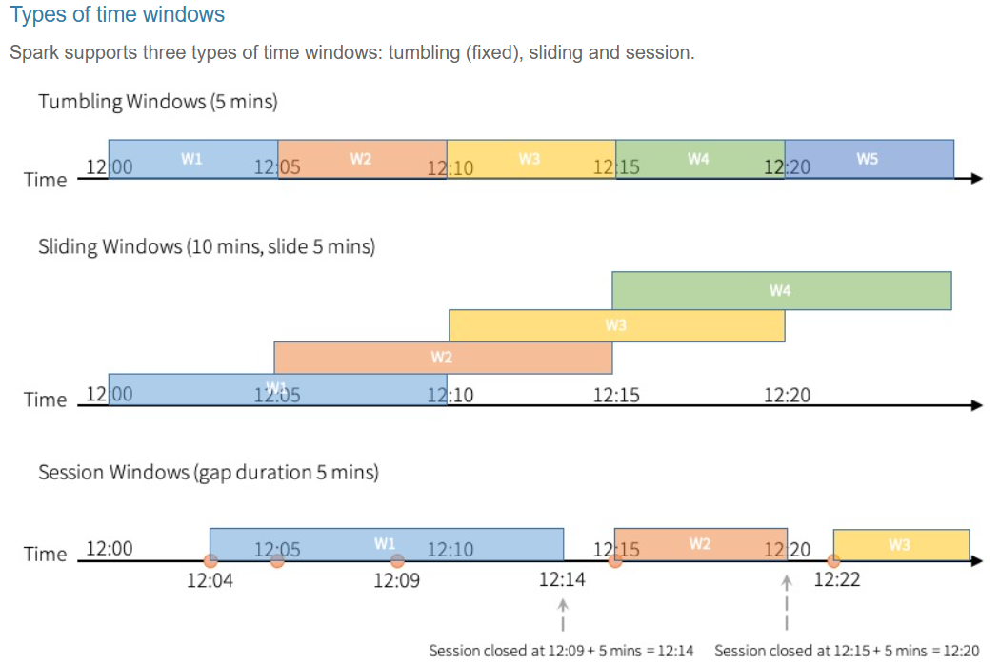 Types of time windows
Spark supports three types of time windows: tumbling (fixed), sliding and session.
Tumbling Windows (5 mins)
W1 W2 W3 W4 W5
12:00 12:05 12:10 12:15 12:20
Time
Sliding Windows (10 mins, slide 5 mins)
W4
W3
W2
W1
12:00 12:05 12:10 12:15 12:20
Time
Session Windows (gap duration 5 mins)
W1 W2 W3
Time 12:00 12:05 12:10 12:15 12:20
12:04 12:09 12:14 12:22
Session closed at 12:09 + 5 mins = 12:14 Session closed at 12:15 + 5 mins = 12:20